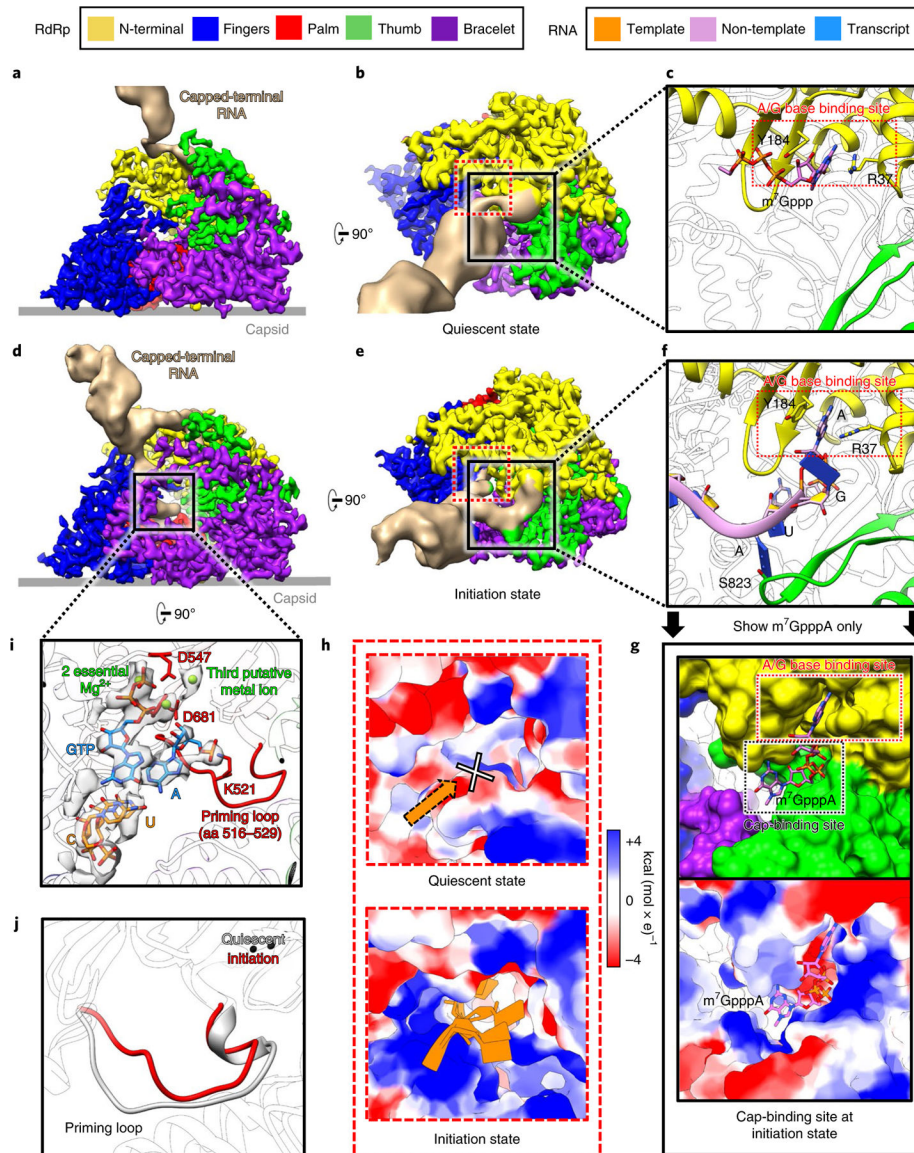 RdRp N-terminal Fingers Palm Thumb Bracelet
RNA Template Non-template Transcript
a
Capped-terminal
RNA
Capsid
b
90°
Quiescent state
c
A/G base binding site
Y184
R37
m⁷Gppp
d
Capped-terminal
RNA
Capsid
90°
e
90°
Initiation state
f
A/G base binding site
Y184
A
R37
G
U
A
S823
Show m⁷GpppA only
i
D547
2 essential
Mg²⁺
Third putative
metal ion
D681
GTP
A
K521
Priming loop
(aa 516–529)
C
U
h
Quiescent state
Initiation state
+4
+2
0
−2
−4
kcal (mol × e)⁻¹
g
A/G base binding site
m⁷GpppA
Cap-binding site
m⁷GpppA
Cap-binding site at
initiation state
j
Quiescent
Initiation
Priming loop